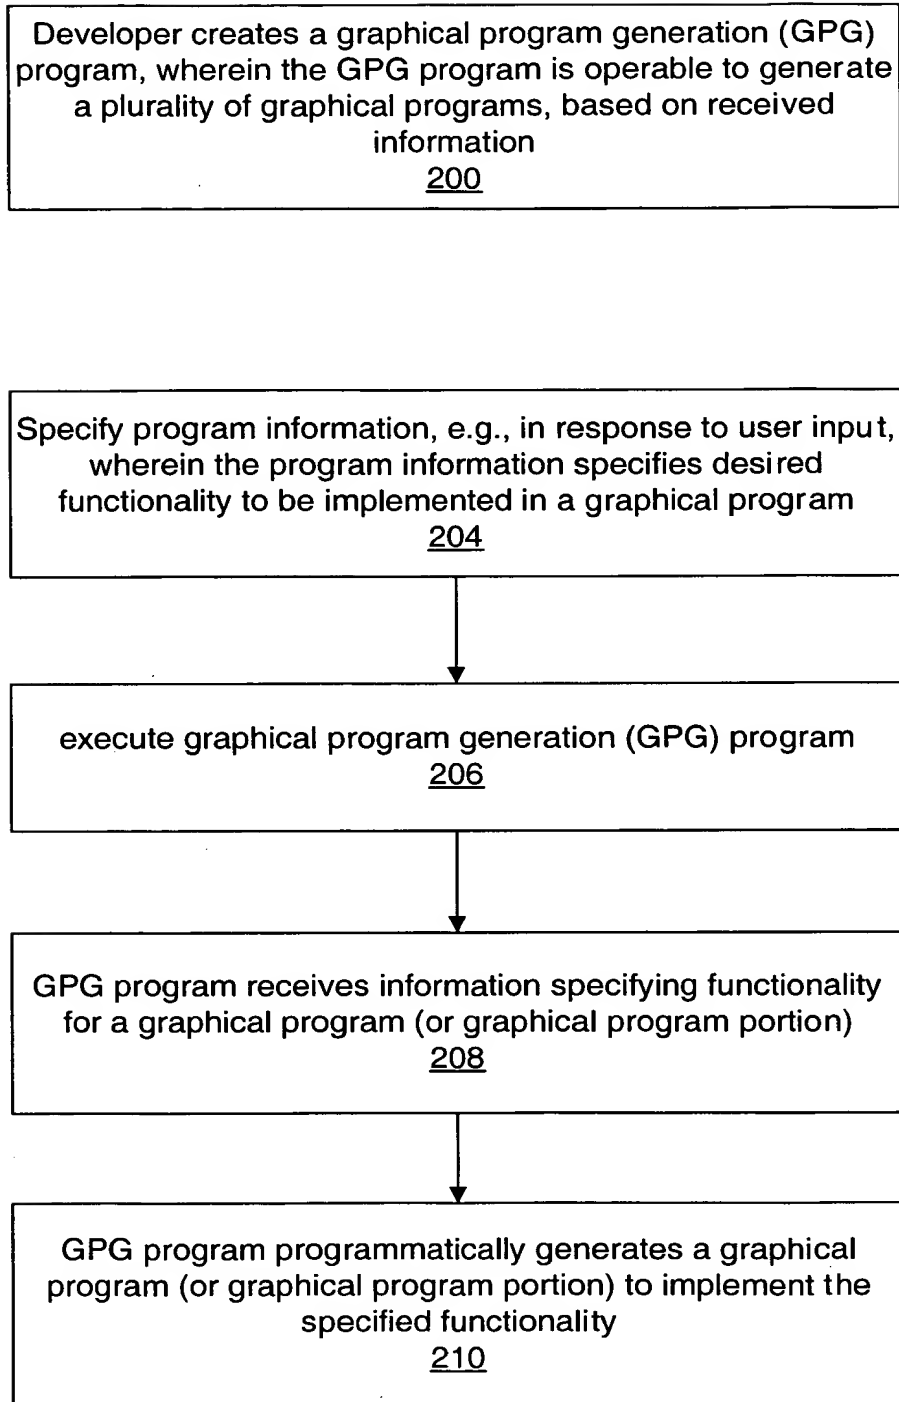 Developer creates a graphical program generation (GPG)
program, wherein the GPG program is operable to generate
a plurality of graphical programs, based on received
information
200
Specify program information, e.g., in response to user input,
wherein the program information specifies desired
functionality to be implemented in a graphical program
204
execute graphical program generation (GPG) program
206
GPG program receives information specifying functionality
for a graphical program (or graphical program portion)
208
GPG program programmatically generates a graphical
program (or graphical program portion) to implement the
specified functionality
210